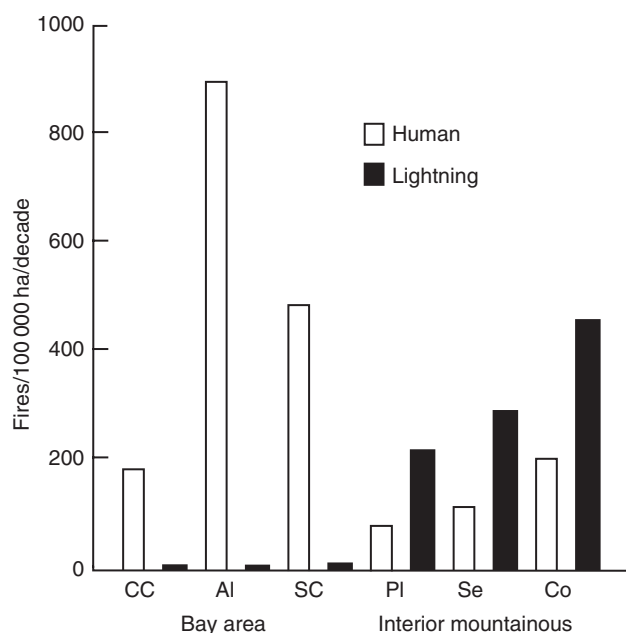 1000
800
600
400
200
0
Fires/100 000 ha/decade
Human
Lightning
CC Al SC Pl Se Co
Bay area Interior mountainous